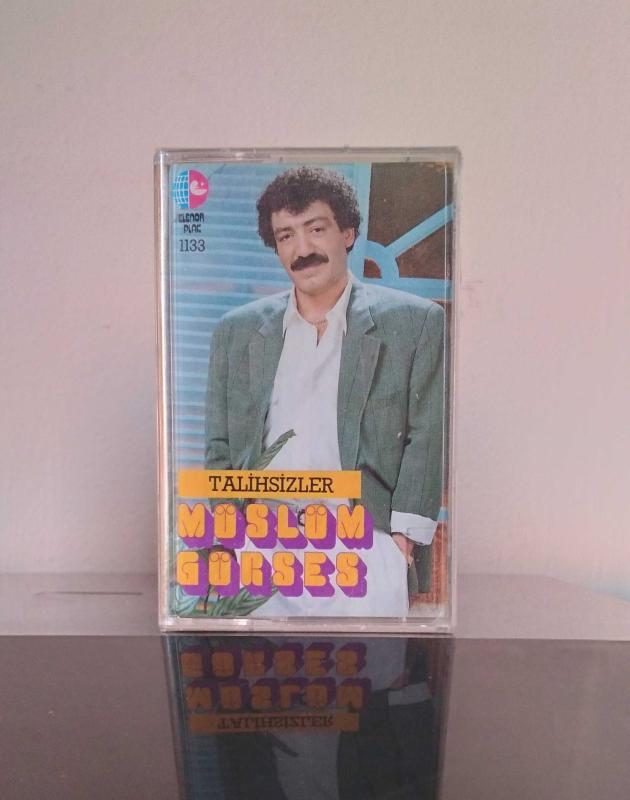 ELENOR
PLAK
1133
TALİHSİZLER
MÜSLÜM
GÜRSES